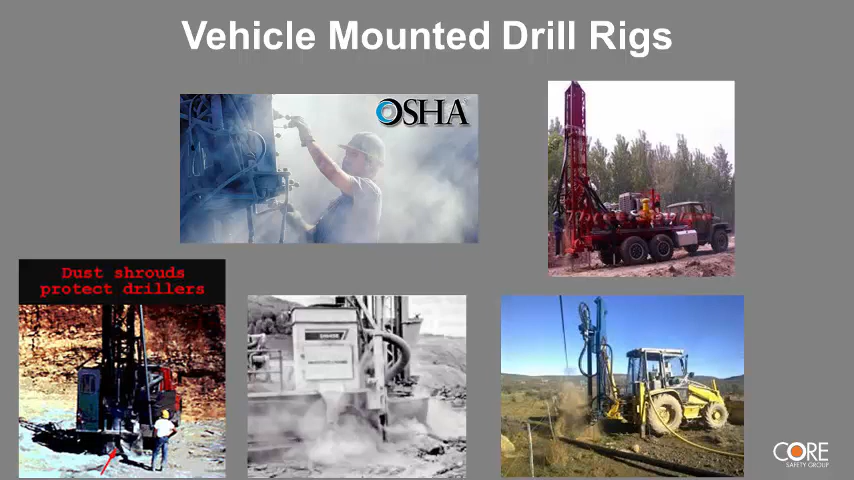 Vehicle Mounted Drill Rigs
OSHA
Dust shrouds
protect drillers
CORE
SAFETY GROUP